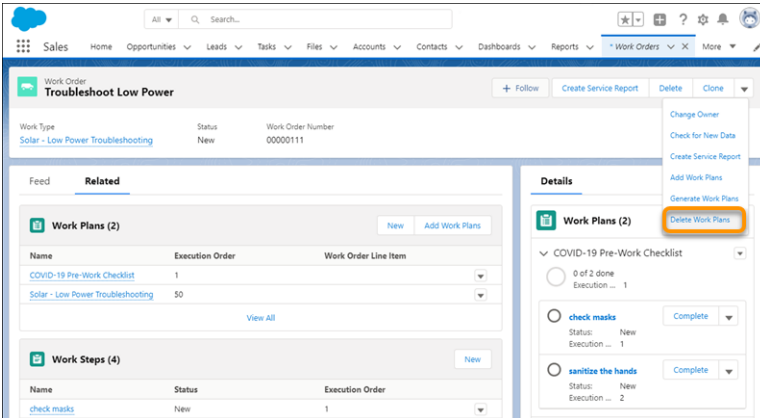 All
Search...
Sales Home Opportunities Leads Tasks Files Accounts Contacts Dashboards Reports * Work Orders More
Work Order
Troubleshoot Low Power
+ Follow Create Service Report Delete Clone
Change Owner
Check for New Data
Create Service Report
Add Work Plans
Generate Work Plans
Delete Work Plans
Work Type Status Work Order Number
Solar - Low Power Troubleshooting New 00000111
Feed Related
Work Plans (2) New Add Work Plans
Name Execution Order Work Order Line Item
COVID-19 Pre-Work Checklist 1
Solar - Low Power Troubleshooting 50
View All
Work Steps (4) New
Name Status Execution Order
check masks New 1
Details
Work Plans (2)
COVID-19 Pre-Work Checklist
0 of 2 done
Execution ... 1
check masks Complete
Status: New
Execution ... 1
sanitize the hands Complete
Status: New
Execution ... 2